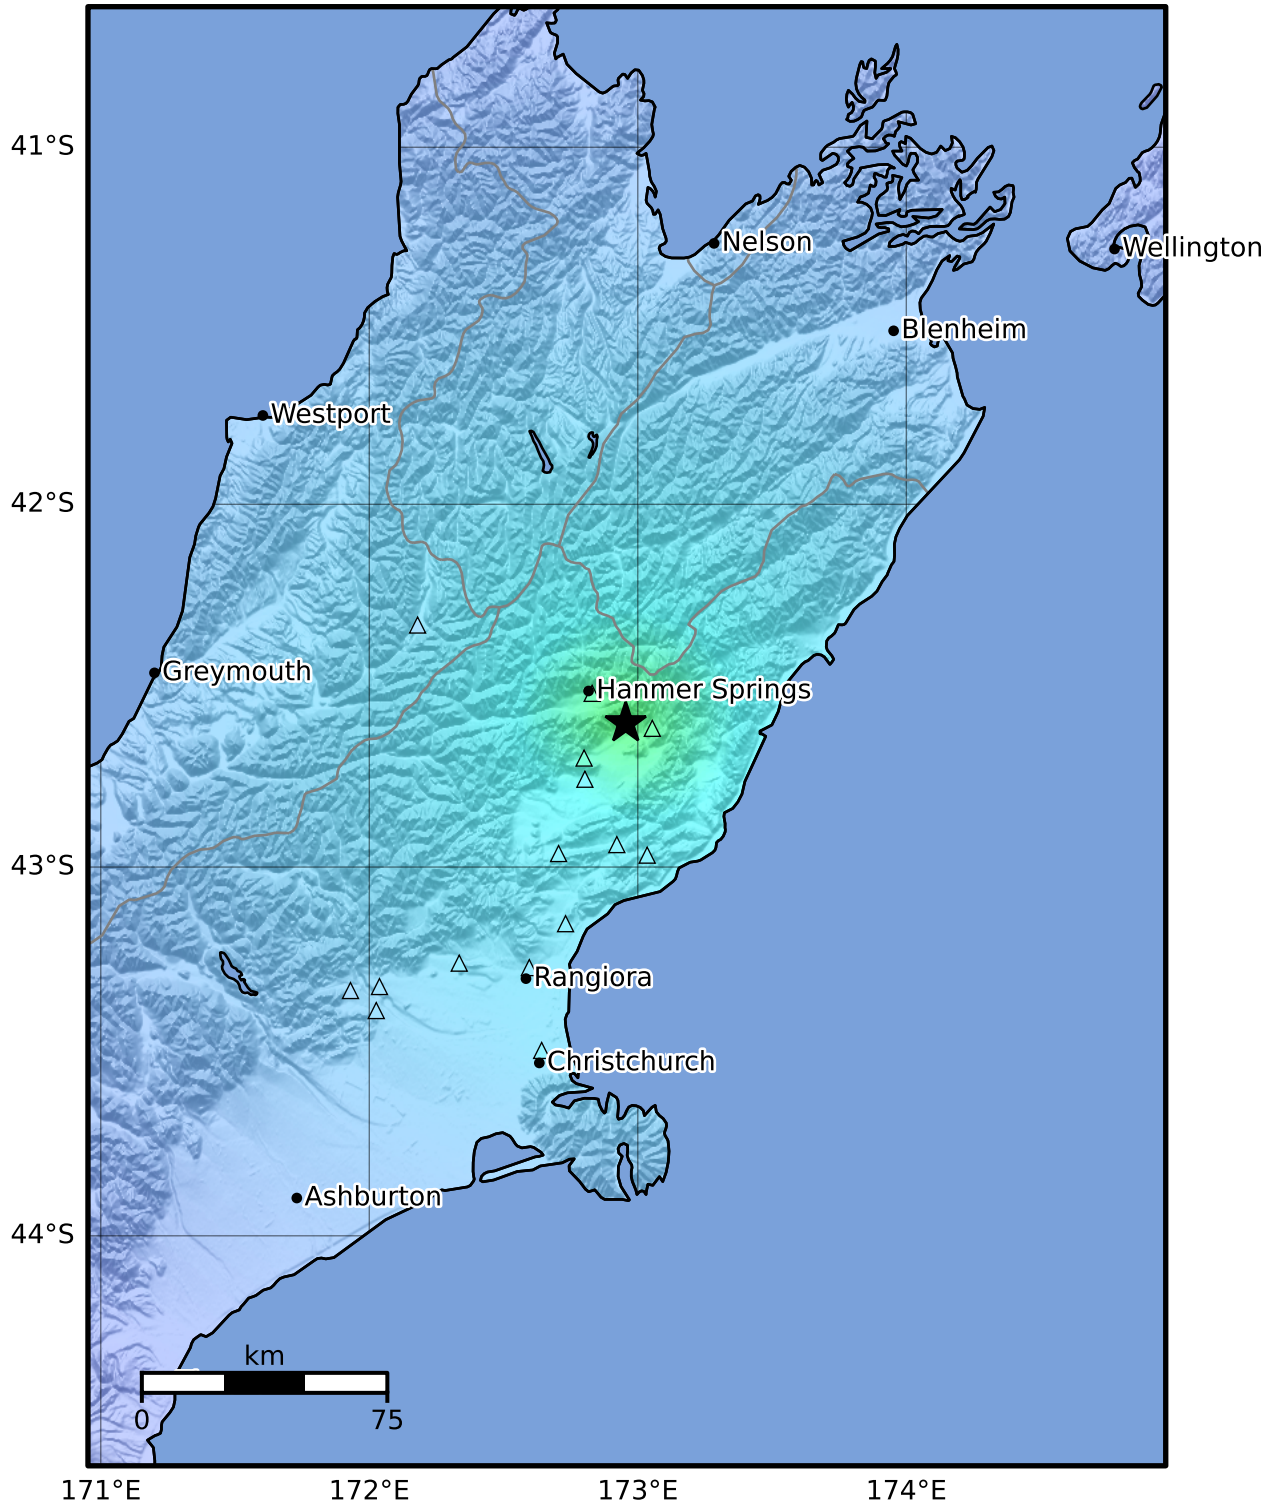 41°S
Nelson
Wellington
Blenheim
Westport
42°S
Greymouth
Hanmer Springs
43°S
Rangiora
Christchurch
Ashburton
44°S
km
0 75
171°E 172°E 173°E 174°E